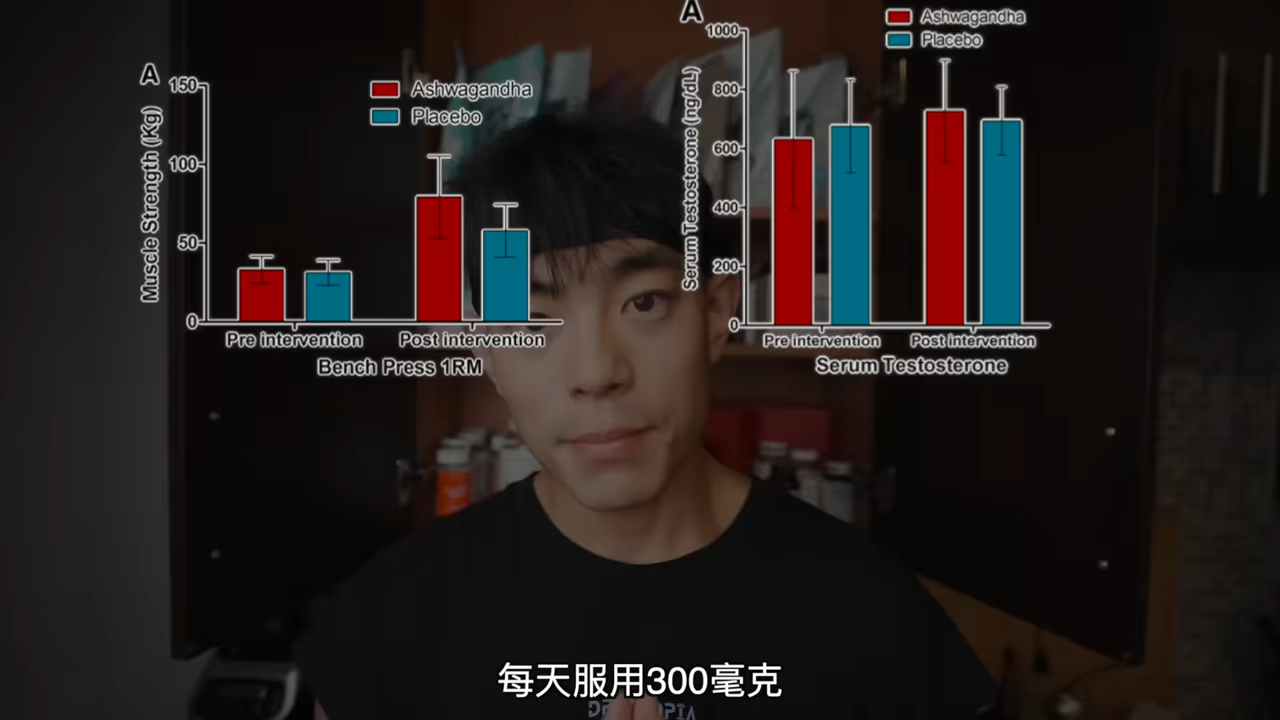 A
150
100
50
0
Muscle Strength (Kg)
Ashwagandha
Placebo
Pre intervention
Post intervention
Bench Press 1RM
A
1000
800
600
400
200
0
Serum Testosterone (ng/dL)
Ashwagandha
Placebo
Pre intervention
Post intervention
Serum Testosterone
每天服用300毫克